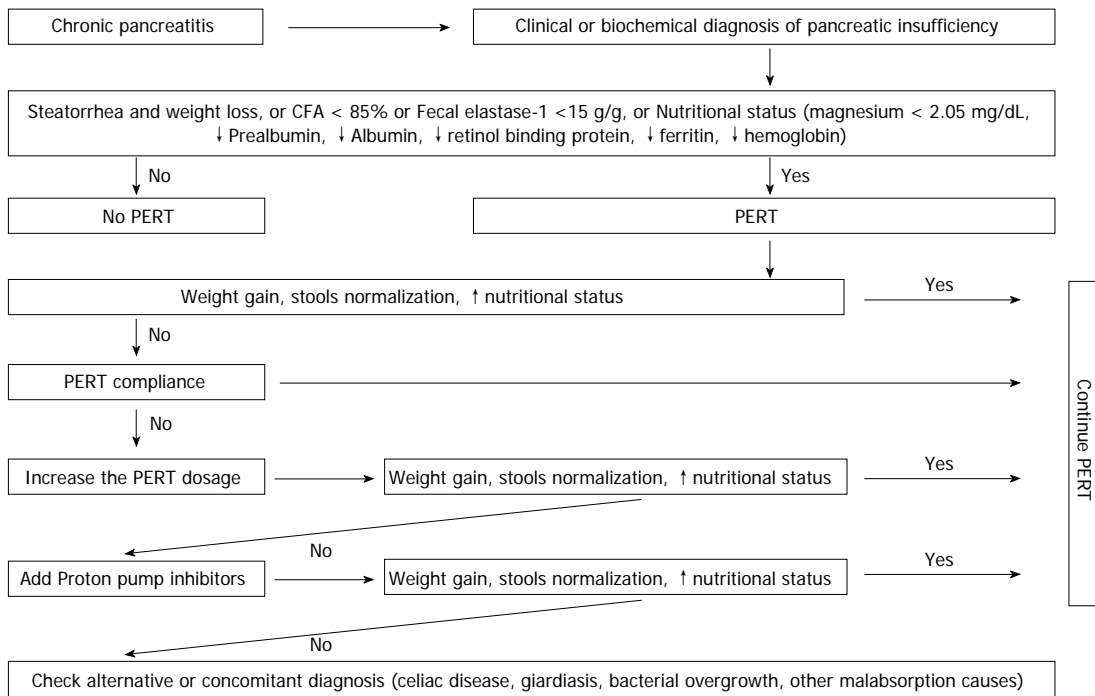 Chronic pancreatitis
Clinical or biochemical diagnosis of pancreatic insufficiency
Steatorrhea and weight loss, or CFA < 85% or Fecal elastase-1 <15 g/g, or Nutritional status (magnesium < 2.05 mg/dL,
↓ Prealbumin, ↓ Albumin, ↓ retinol binding protein, ↓ ferritin, ↓ hemoglobin)
No
Yes
No PERT
PERT
Weight gain, stools normalization, ↑ nutritional status
Yes
No
PERT compliance
No
Increase the PERT dosage
Weight gain, stools normalization, ↑ nutritional status
Yes
No
Add Proton pump inhibitors
Weight gain, stools normalization, ↑ nutritional status
Yes
Continue PERT
No
Check alternative or concomitant diagnosis (celiac disease, giardiasis, bacterial overgrowth, other malabsorption causes)